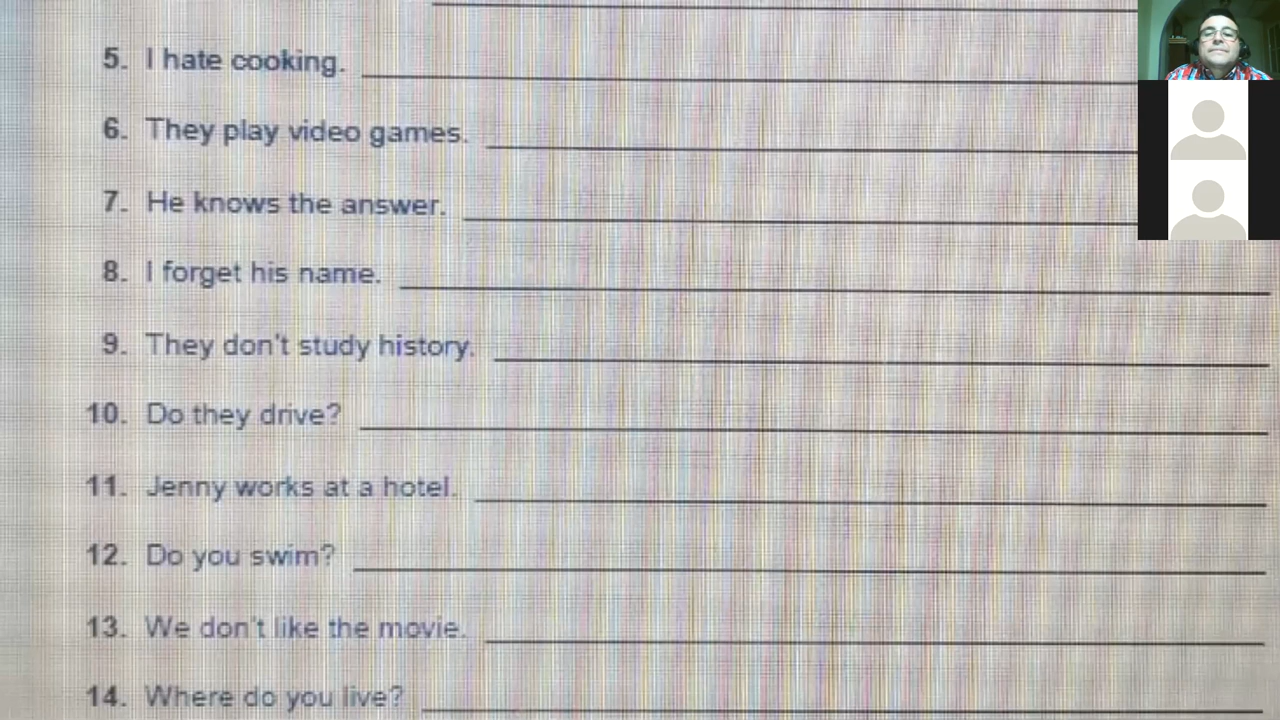 5. I hate cooking.
6. They play video games.
7. He knows the answer.
8. I forget his name.
9. They don't study history.
10. Do they drive?
11. Jenny works at a hotel.
12. Do you swim?
13. We don't like the movie.
14. Where do you live?